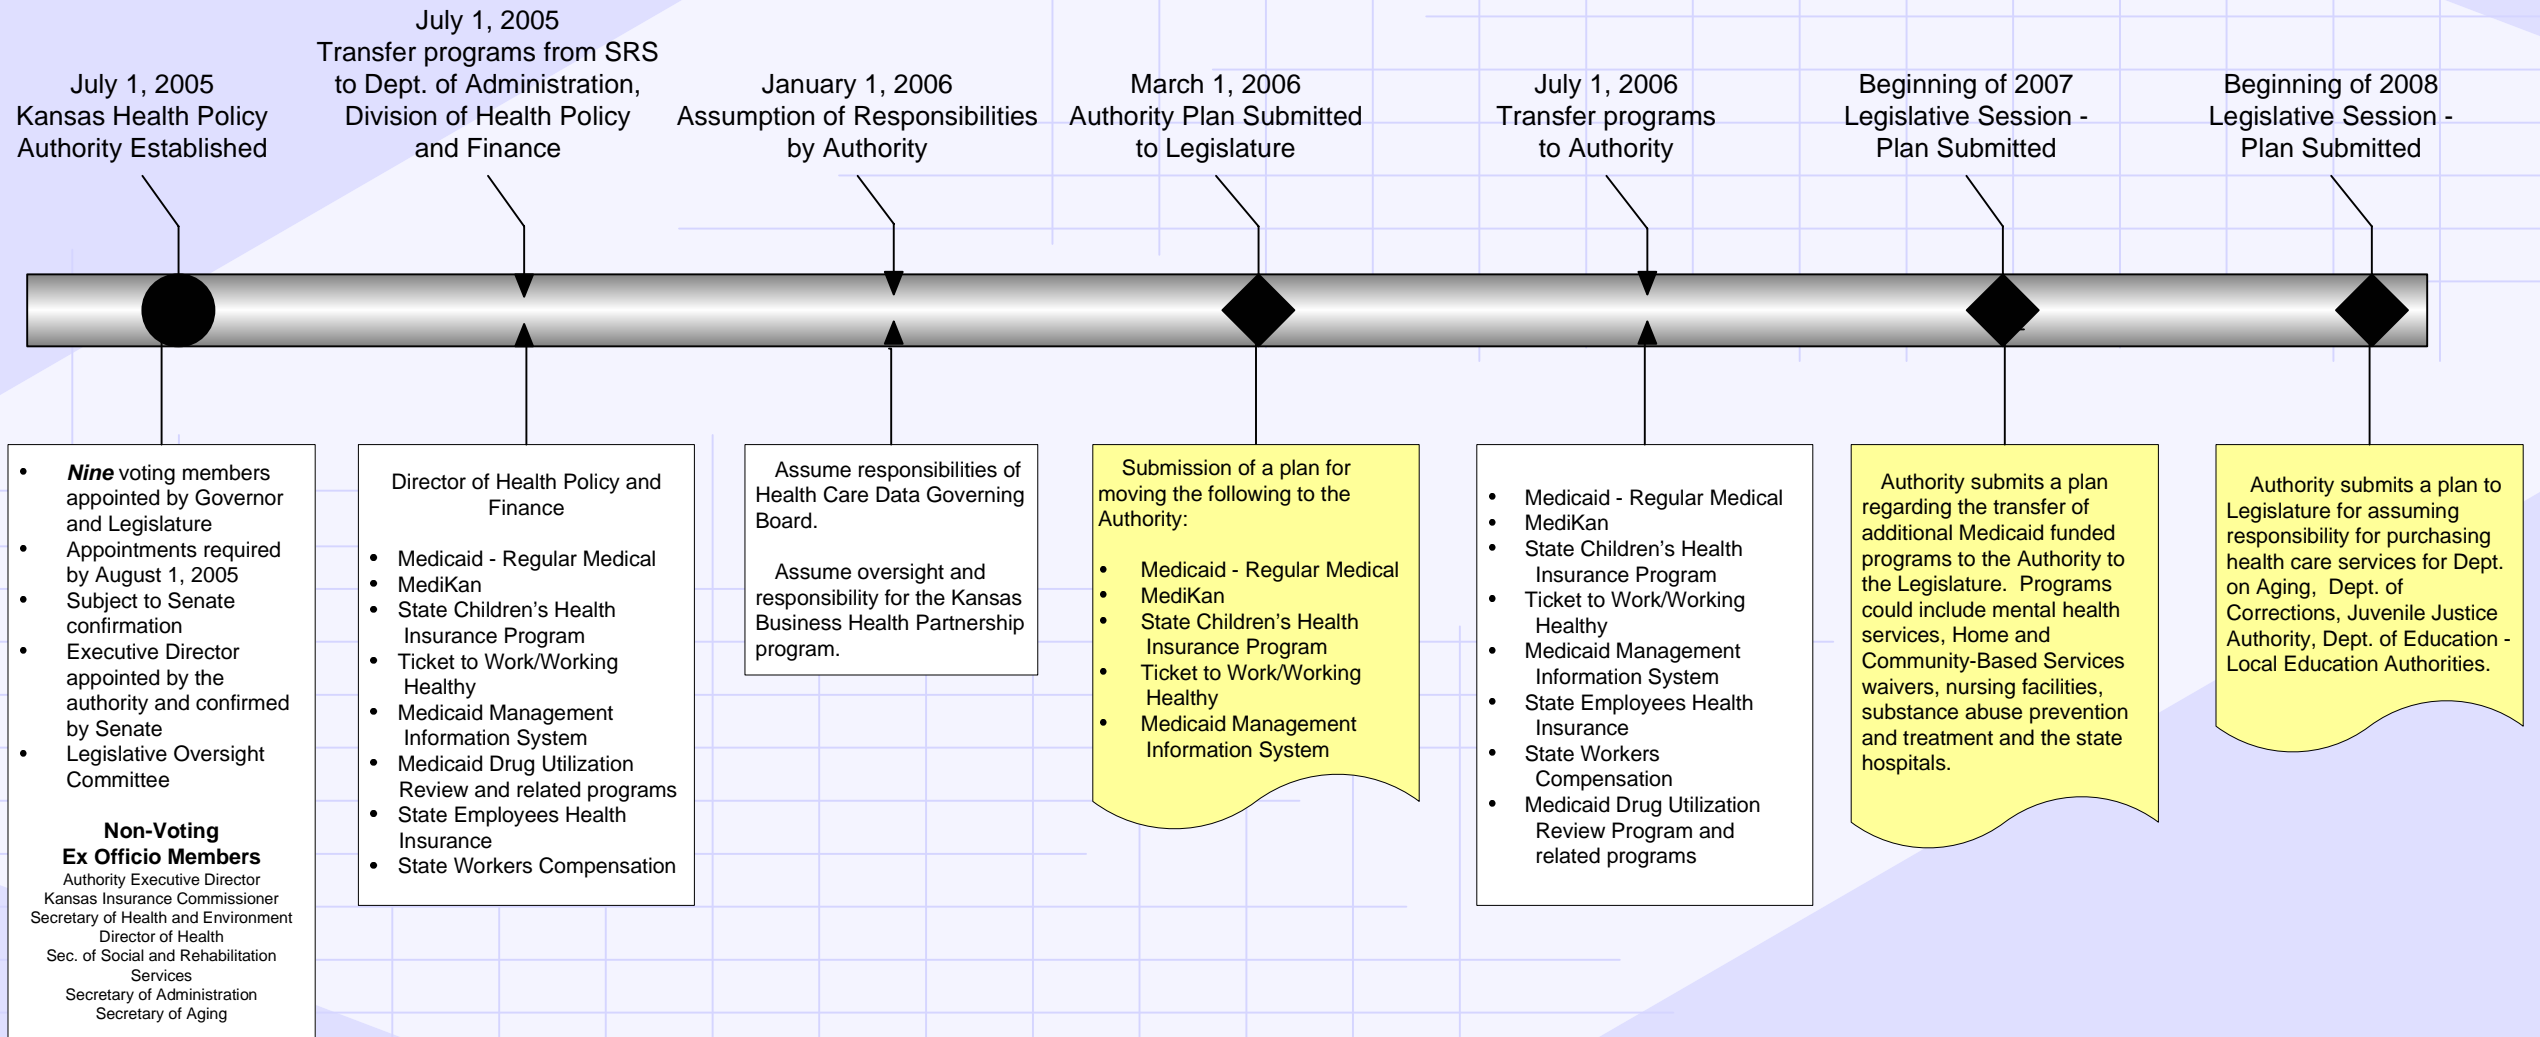 July 1, 2005
Kansas Health Policy
Authority Established
July 1, 2005
Transfer programs from SRS
to Dept. of Administration,
Division of Health Policy
and Finance
January 1, 2006
Assumption of Responsibilities
by Authority
March 1, 2006
Authority Plan Submitted
to Legislature
July 1, 2006
Transfer programs
to Authority
Beginning of 2007
Legislative Session -
Plan Submitted
Beginning of 2008
Legislative Session -
Plan Submitted
• Nine voting members
appointed by Governor
and Legislature
• Appointments required
by August 1, 2005
• Subject to Senate
confirmation
• Executive Director
appointed by the
authority and confirmed
by Senate
• Legislative Oversight
Committee
Non-Voting
Ex Officio Members
Authority Executive Director
Kansas Insurance Commissioner
Secretary of Health and Environment
Director of Health
Sec. of Social and Rehabilitation
Services
Secretary of Administration
Secretary of Aging
Director of Health Policy and
Finance
• Medicaid - Regular Medical
• MediKan
• State Children's Health
Insurance Program
• Ticket to Work/Working
Healthy
• Medicaid Management
Information System
• Medicaid Drug Utilization
Review and related programs
• State Employees Health
Insurance
• State Workers Compensation
Assume responsibilities of
Health Care Data Governing
Board.
Assume oversight and
responsibility for the Kansas
Business Health Partnership
program.
Submission of a plan for
moving the following to the
Authority:
• Medicaid - Regular Medical
• MediKan
• State Children's Health
Insurance Program
• Ticket to Work/Working
Healthy
• Medicaid Management
Information System
• Medicaid - Regular Medical
• MediKan
• State Children's Health
Insurance Program
• Ticket to Work/Working
Healthy
• Medicaid Management
Information System
• State Employees Health
Insurance
• State Workers
Compensation
• Medicaid Drug Utilization
Review Program and
related programs
Authority submits a plan
regarding the transfer of
additional Medicaid funded
programs to the Authority to
the Legislature. Programs
could include mental health
services, Home and
Community-Based Services
waivers, nursing facilities,
substance abuse prevention
and treatment and the state
hospitals.
Authority submits a plan to
Legislature for assuming
responsibility for purchasing
health care services for Dept.
on Aging, Dept. of
Corrections, Juvenile Justice
Authority, Dept. of Education -
Local Education Authorities.